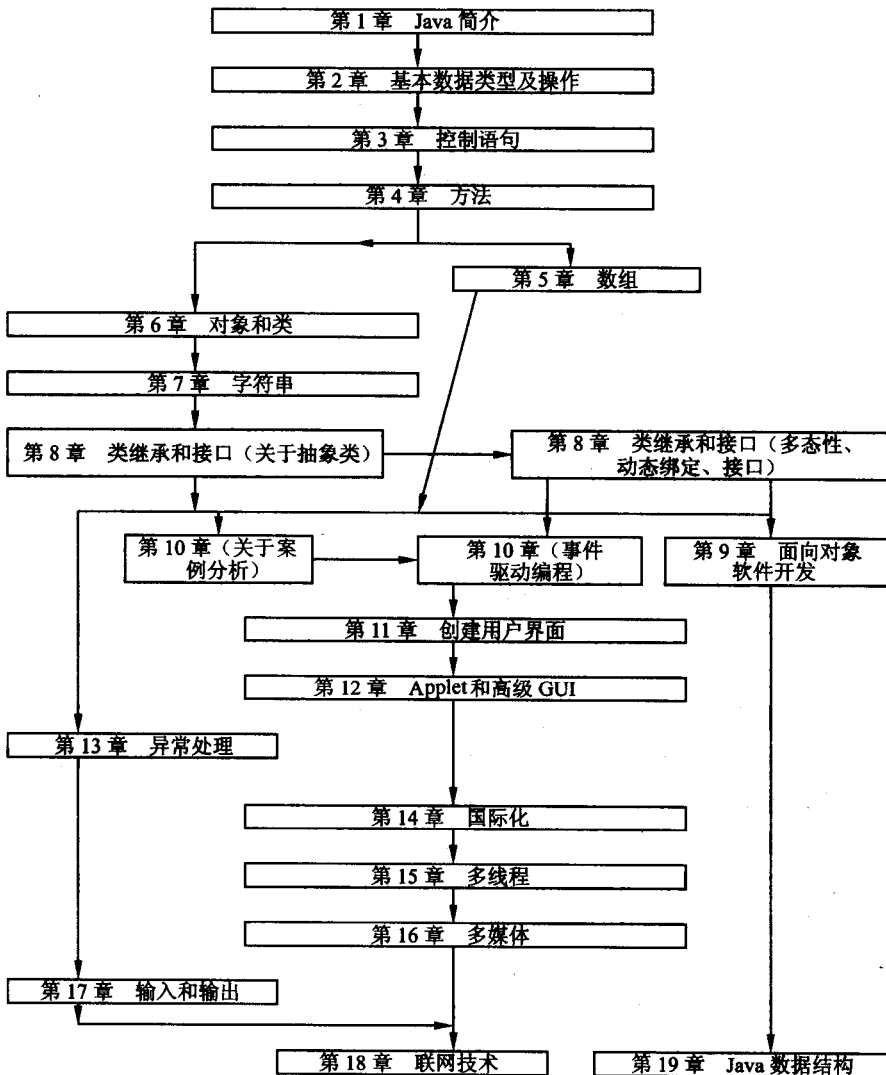 第 1 章 Java 简介
第 2 章 基本数据类型及操作
第 3 章 控制语句
第 4 章 方法
第 5 章 数组
第 6 章 对象和类
第 7 章 字符串
第 8 章 类继承和接口（关于抽象类）
第 8 章 类继承和接口（多态性、
动态绑定、接口）
第 10 章（关于案
例分析）
第 10 章（事件
驱动编程）
第 9 章 面向对象
软件开发
第 11 章 创建用户界面
第 12 章 Applet 和高级 GUI
第 13 章 异常处理
第 14 章 国际化
第 15 章 多线程
第 16 章 多媒体
第 17 章 输入和输出
第 18 章 联网技术
第 19 章 Java 数据结构